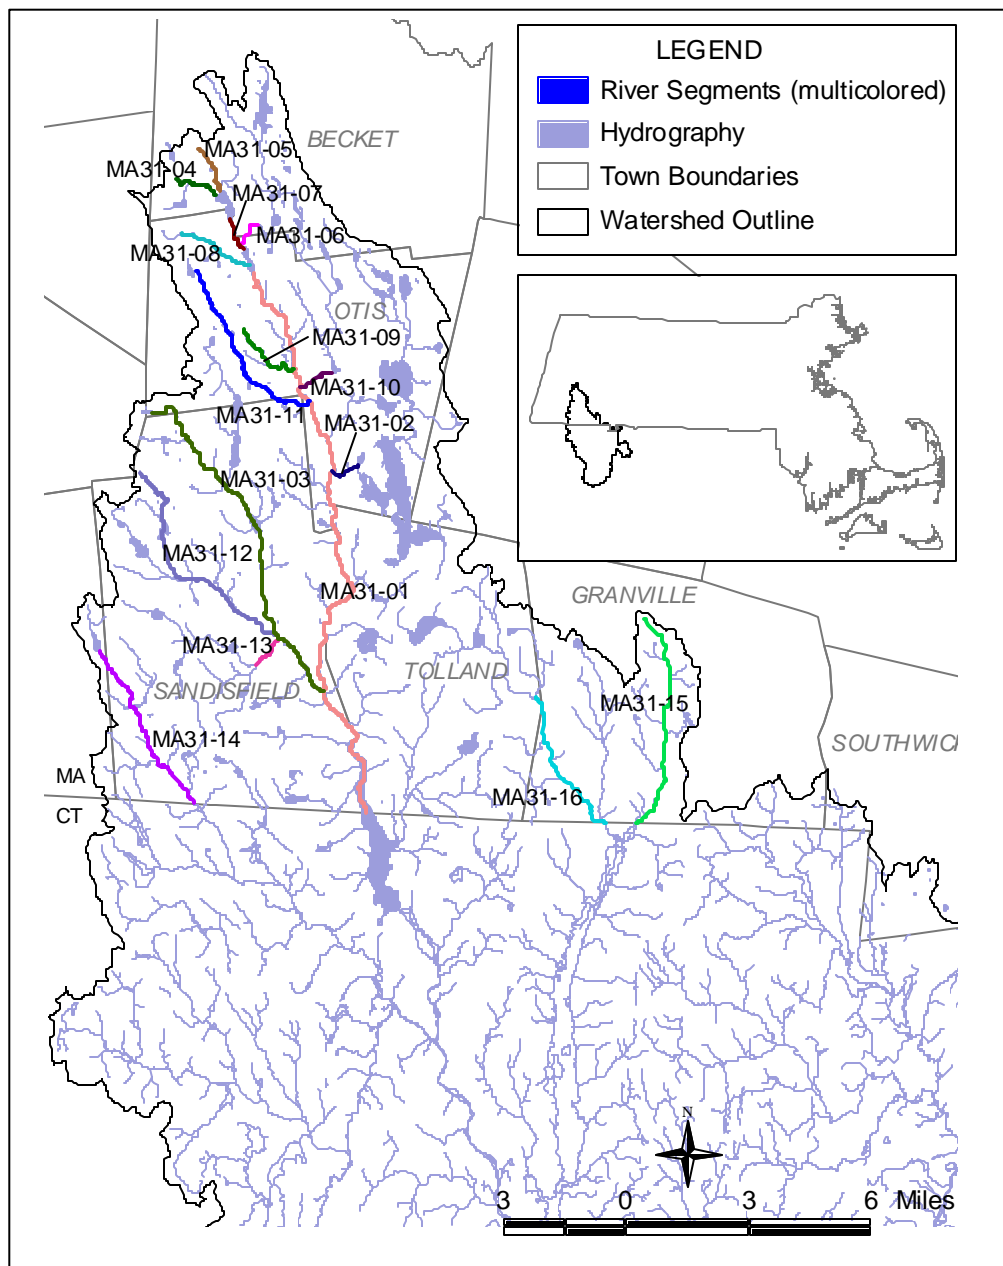 LEGEND
River Segments (multicolored)
Hydrography
Town Boundaries
Watershed Outline
BECKET
MA31-05
MA31-04
MA31-07
MA31-06
MA31-08
OTIS
MA31-09
MA31-10
MA31-11
MA31-02
MA31-03
MA31-12
MA31-01
GRANVILLE
MA31-13
TOLLAND
SANDISFIELD
MA31-15
MA31-14
SOUTHWIC
MA
MA31-16
CT
N
3 0 3 6 Miles